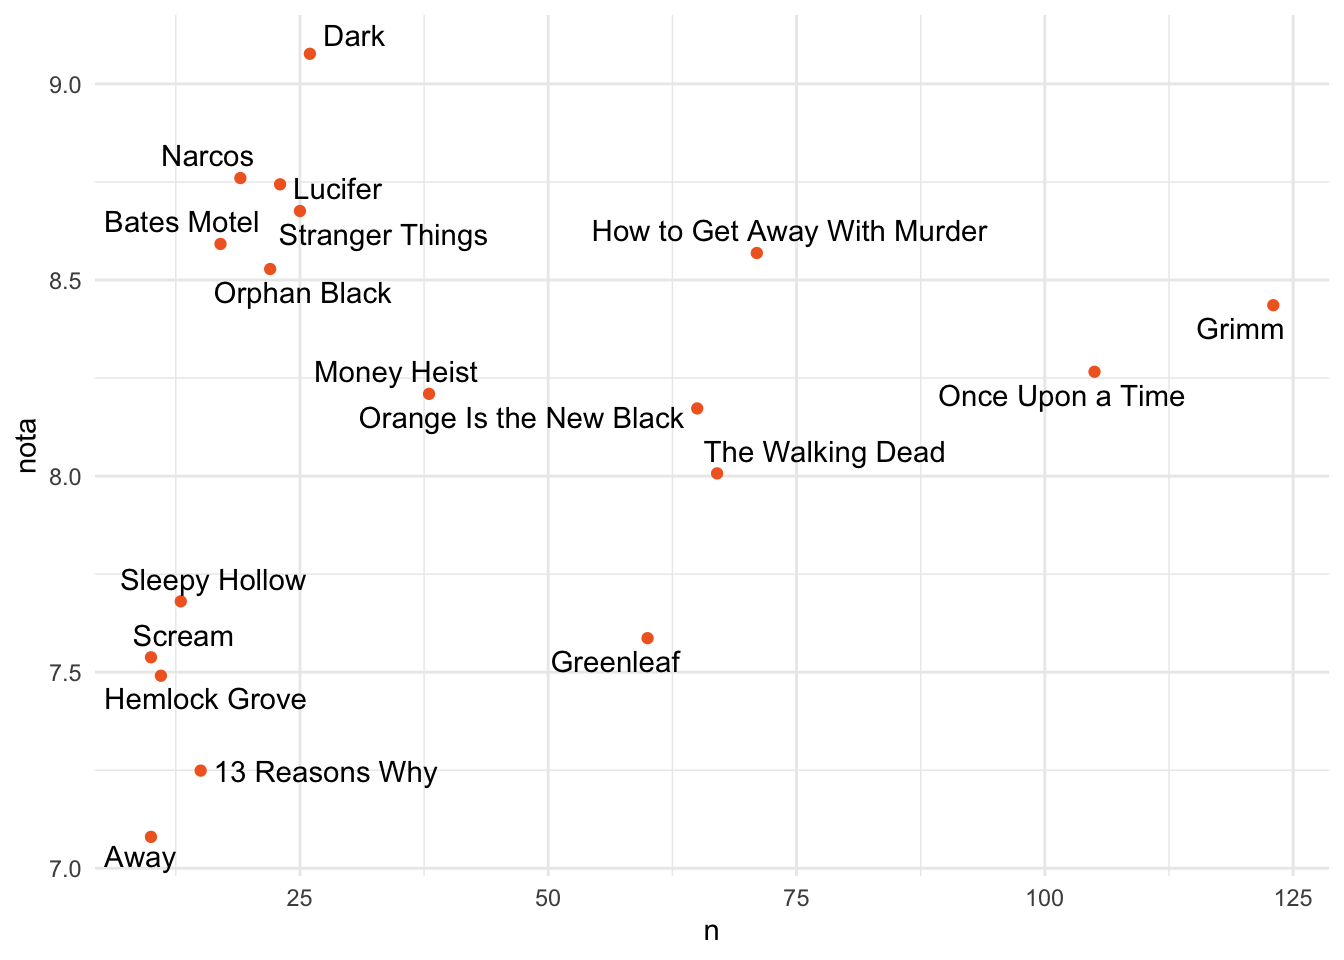 Dark
9.0
Narcos
Lucifer
Bates Motel
Stranger Things
How to Get Away With Murder
8.5
Orphan Black
Grimm
Money Heist
Once Upon a Time
Orange Is the New Black
nota
The Walking Dead
8.0
Sleepy Hollow
Scream
Greenleaf
7.5
Hemlock Grove
13 Reasons Why
Away
7.0
25 50 75 100 125
n